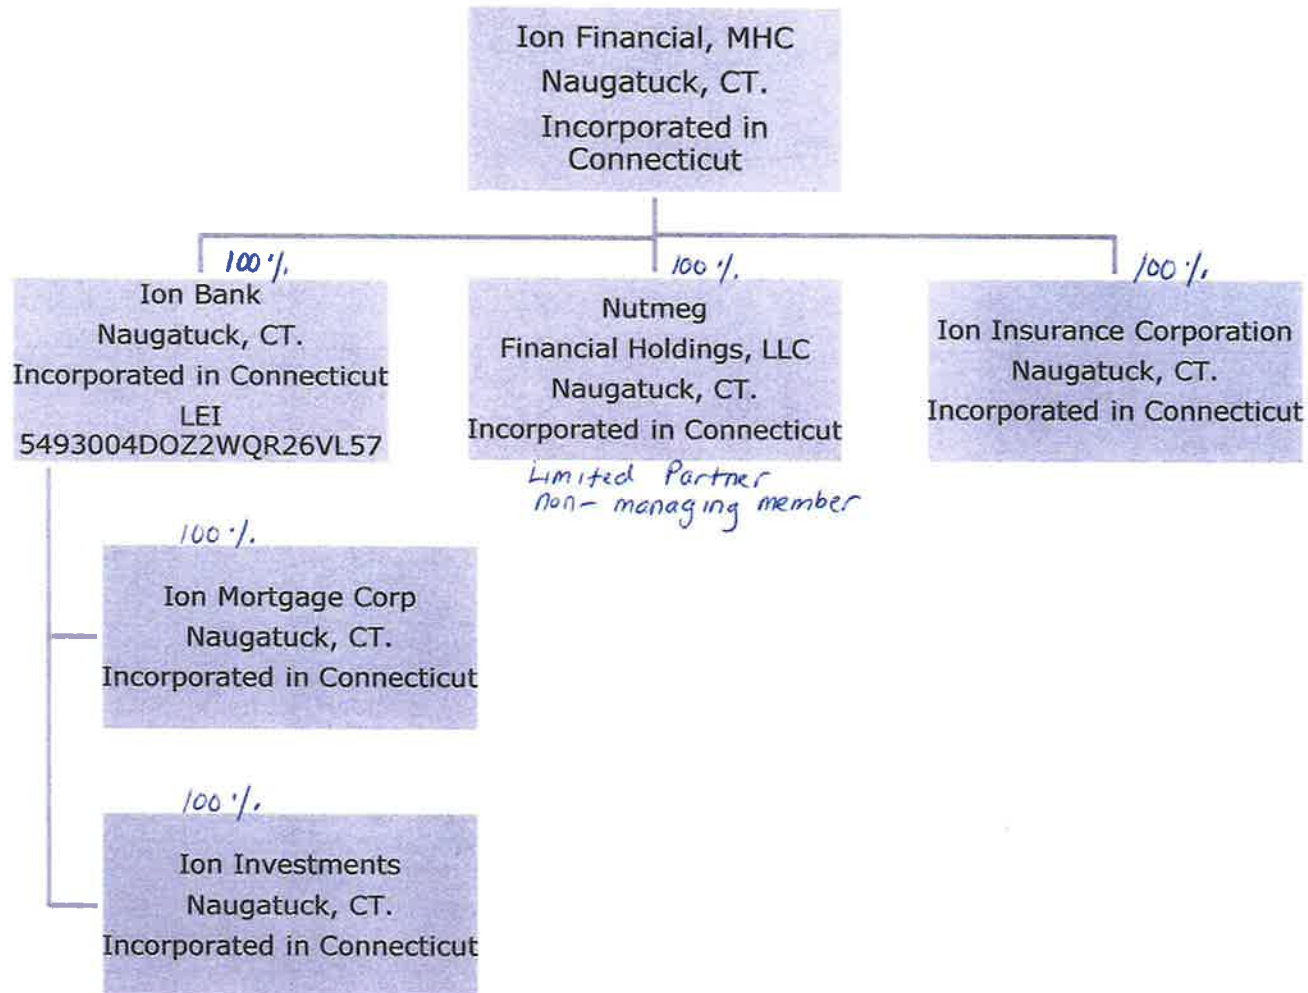 Ion Financial, MHC
Naugatuck, CT.
Incorporated in
Connecticut
100%
Ion Bank
Naugatuck, CT.
Incorporated in Connecticut
LEI
5493004DOZ2WQR26VL57
100%
Nutmeg
Financial Holdings, LLC
Naugatuck, CT.
Incorporated in Connecticut
Limited Partner
non-managing member
100%
Ion Insurance Corporation
Naugatuck, CT.
Incorporated in Connecticut
100%
Ion Mortgage Corp
Naugatuck, CT.
Incorporated in Connecticut
100%
Ion Investments
Naugatuck, CT.
Incorporated in Connecticut